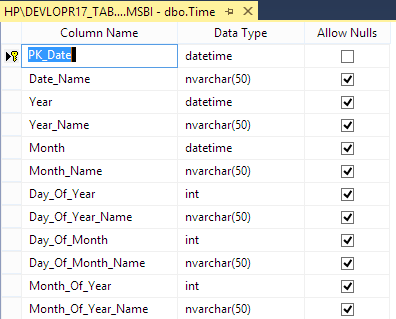 HP\DEVLOPR17_TAB....MSBI - dbo.Time
Column Name Data Type Allow Nulls
PK_Date datetime
Date_Name nvarchar(50)
Year datetime
Year_Name nvarchar(50)
Month datetime
Month_Name nvarchar(50)
Day_Of_Year int
Day_Of_Year_Name nvarchar(50)
Day_Of_Month int
Day_Of_Month_Name nvarchar(50)
Month_Of_Year int
Month_Of_Year_Name nvarchar(50)